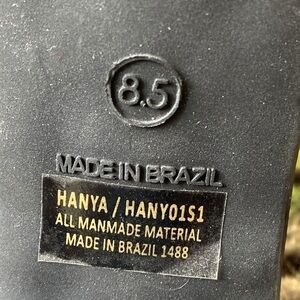 8.5
MADE IN BRAZIL
HANYA / HANY01S1
ALL MANMADE MATERIAL
MADE IN BRAZIL 1488